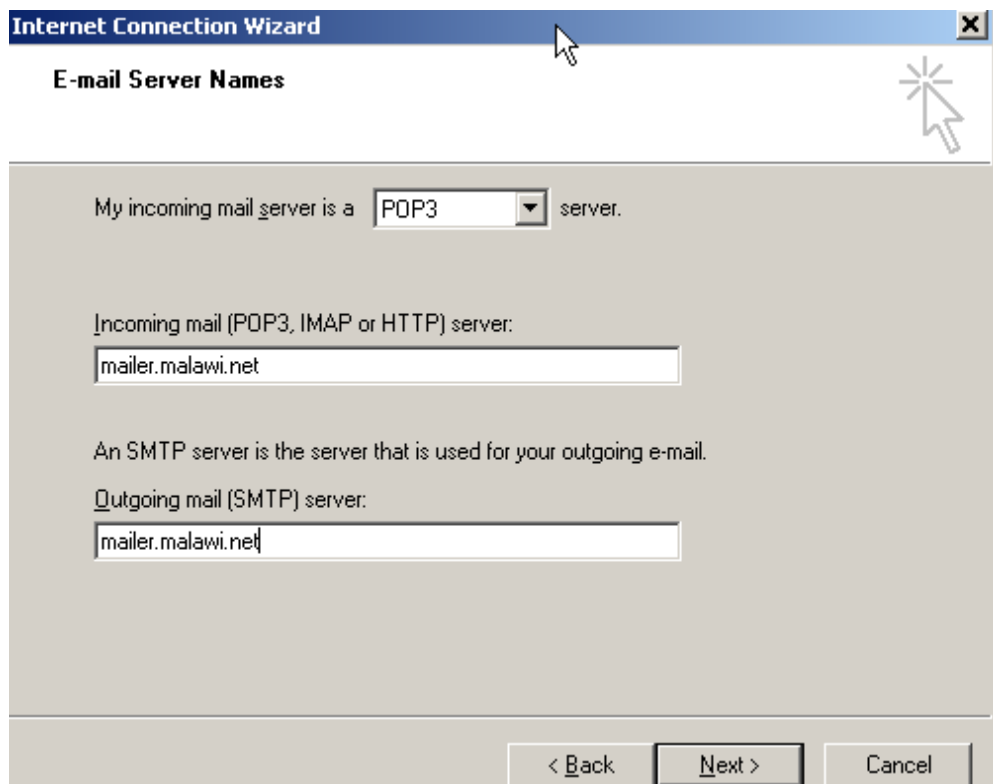 Internet Connection Wizard
E-mail Server Names
My incoming mail server is a POP3 server.
Incoming mail (POP3, IMAP or HTTP) server:
mailer.malawi.net
An SMTP server is the server that is used for your outgoing e-mail.
Outgoing mail (SMTP) server:
mailer.malawi.net
< Back Next > Cancel